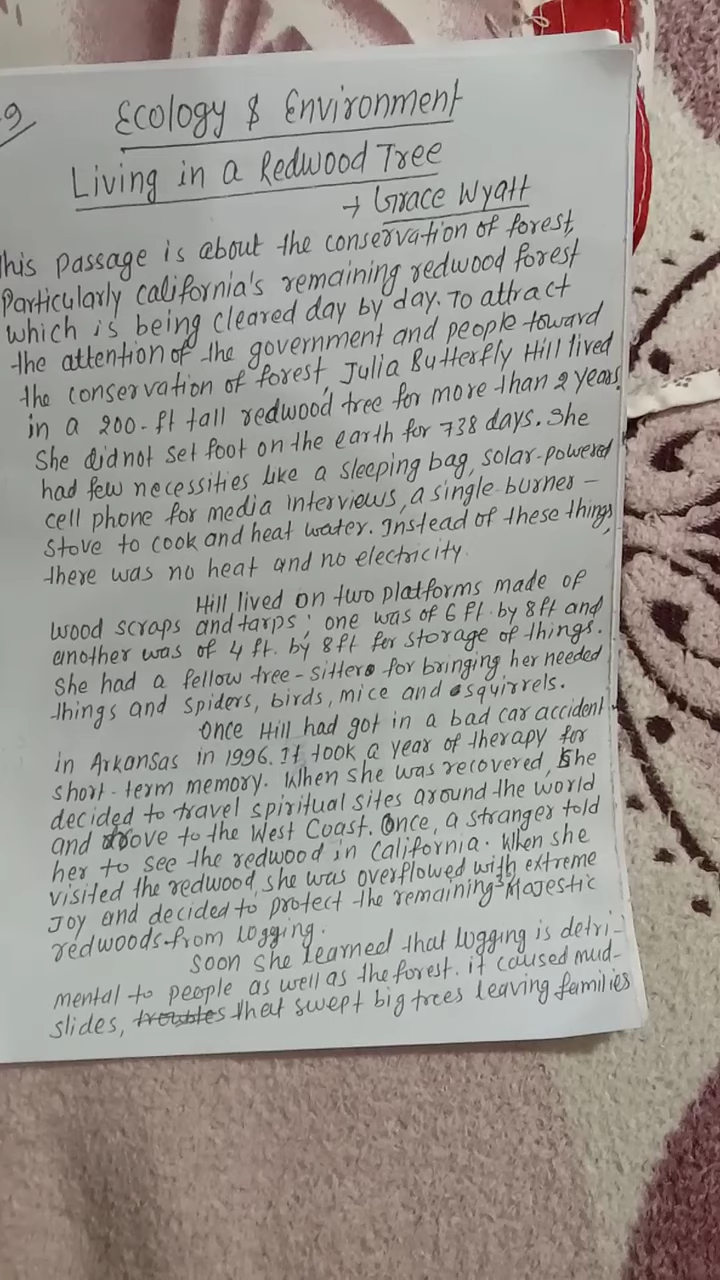 9
Ecology & Environment
Living in a Redwood Tree
→ Grace Wyatt
This passage is about the conservation of forest,
Particularly California's remaining redwood forest
which is being cleared day by day. To attract
the attention of the government and people toward
the conservation of forest, Julia Butterfly Hill lived
in a 200-ft tall redwood tree for more than 2 years.
She did not set foot on the earth for 738 days. She
had few necessities like a sleeping bag, solar-powered
cell phone for media interviews, a single-burner -
stove to cook and heat water. Instead of these things,
there was no heat and no electricity.
Hill lived on two platforms made of
wood scraps and tarps; one was of 6 ft by 8ft and
another was of 4 ft. by 8ft for storage of things.
She had a fellow tree-sitters for bringing her needed
things and spiders, birds, mice and squirrels.
Once Hill had got in a bad car accident
in Arkansas in 1996. It took a year of therapy for
short-term memory. When she was recovered, she
decided to travel spiritual sites around the world
and drove to the West Coast. Once, a stranger told
her to see the redwood in California. When she
visited the redwood, she was overflowed with extreme
Joy and decided to protect the remaining Majestic
redwoods from logging.
Soon she learned that logging is detri-
mental to people as well as the forest. it caused mud-
slides, troubles that swept big trees leaving families